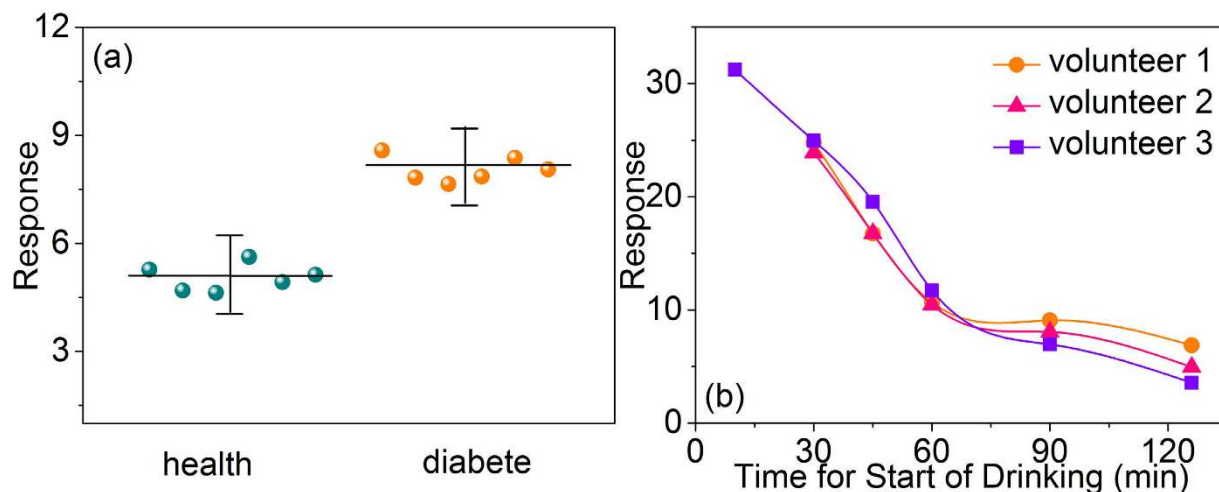 (a)
Response
12
9
6
3
health
diabete
(b)
Response
30
20
10
0
0 30 60 90 120
Time for Start of Drinking (min)
volunteer 1
volunteer 2
volunteer 3